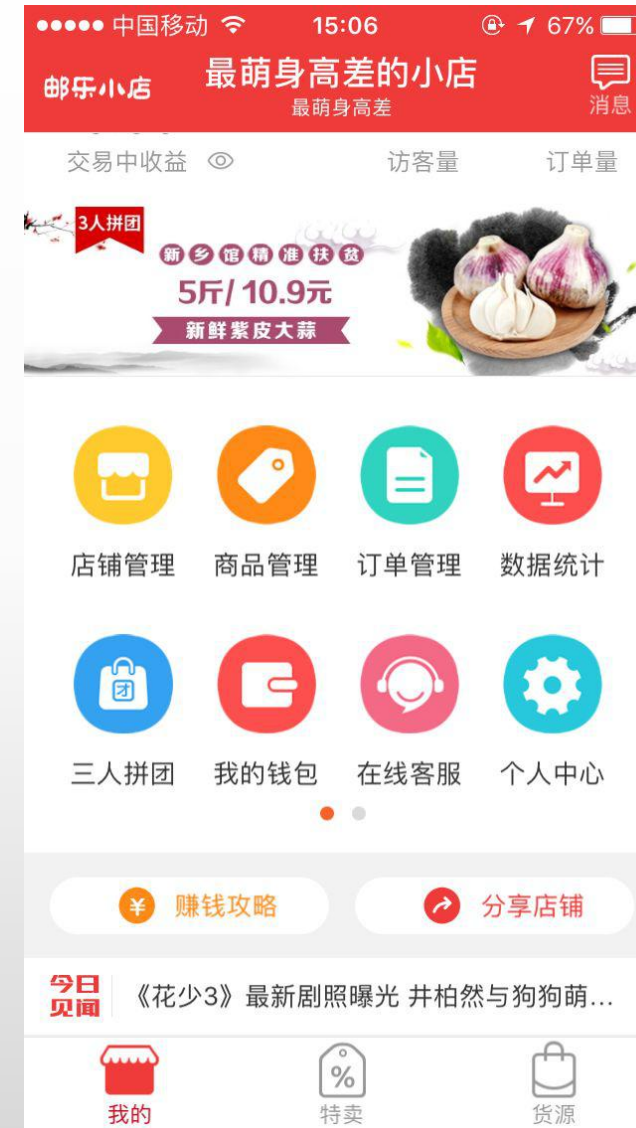 中国移动 15:06 67%
邮乐小店 最萌身高差的小店
最萌身高差 消息
交易中收益 访客量 订单量
3人拼团
新乡馆精准扶贫
5斤/10.9元
新鲜紫皮大蒜
店铺管理 商品管理 订单管理 数据统计
团
三人拼团 我的钱包 在线客服 个人中心
¥ 赚钱攻略 分享店铺
今日
见闻 《花少3》最新剧照曝光 井柏然与狗狗萌...
%
我的 特卖 货源